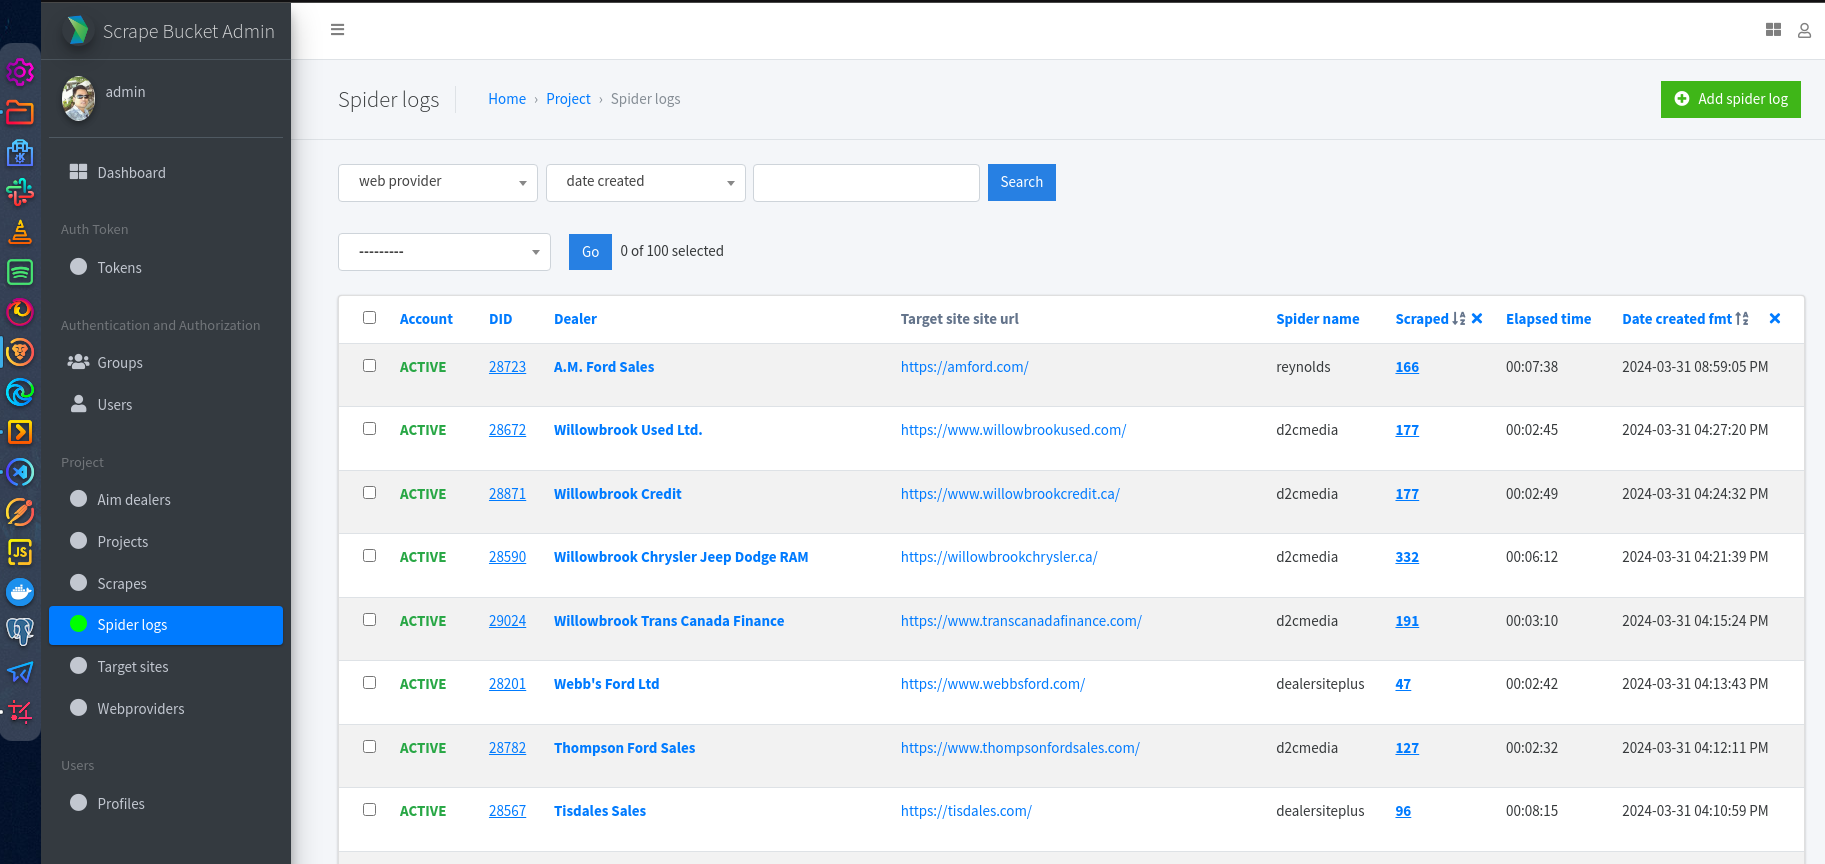 Scrape Bucket Admin
admin
Dashboard
Auth Token
Tokens
Authentication and Authorization
Groups
Users
Project
Aim dealers
Projects
Scrapes
Spider logs
Target sites
Webproviders
Users
Profiles
Spider logs
Home › Project › Spider logs
Add spider log
web provider date created Search
--------- Go 0 of 100 selected
Account DID Dealer Target site site url Spider name Scraped Elapsed time Date created fmt
ACTIVE 28723 A.M. Ford Sales https://amford.com/ reynolds 166 00:07:38 2024-03-31 08:59:05 PM
ACTIVE 28672 Willowbrook Used Ltd. https://www.willowbrookused.com/ d2cmedia 177 00:02:45 2024-03-31 04:27:20 PM
ACTIVE 28871 Willowbrook Credit https://www.willowbrookcredit.ca/ d2cmedia 177 00:02:49 2024-03-31 04:24:32 PM
ACTIVE 28590 Willowbrook Chrysler Jeep Dodge RAM https://willowbrookchrysler.ca/ d2cmedia 332 00:06:12 2024-03-31 04:21:39 PM
ACTIVE 29024 Willowbrook Trans Canada Finance https://www.transcanadafinance.com/ d2cmedia 191 00:03:10 2024-03-31 04:15:24 PM
ACTIVE 28201 Webb's Ford Ltd https://www.webbsford.com/ dealersiteplus 47 00:02:42 2024-03-31 04:13:43 PM
ACTIVE 28782 Thompson Ford Sales https://www.thompsonfordsales.com/ d2cmedia 127 00:02:32 2024-03-31 04:12:11 PM
ACTIVE 28567 Tisdales Sales https://tisdales.com/ dealersiteplus 96 00:08:15 2024-03-31 04:10:59 PM
JS